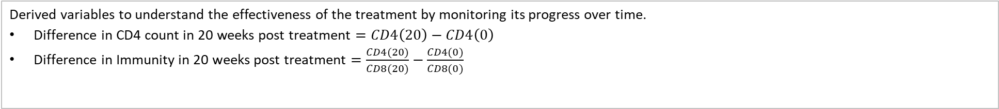 Derived variables to understand the effectiveness of the treatment by monitoring its progress over time.
• Difference in CD4 count in 20 weeks post treatment = CD4(20) − CD4(0)
• Difference in Immunity in 20 weeks post treatment = CD4(20)/CD8(20) − CD4(0)/CD8(0)